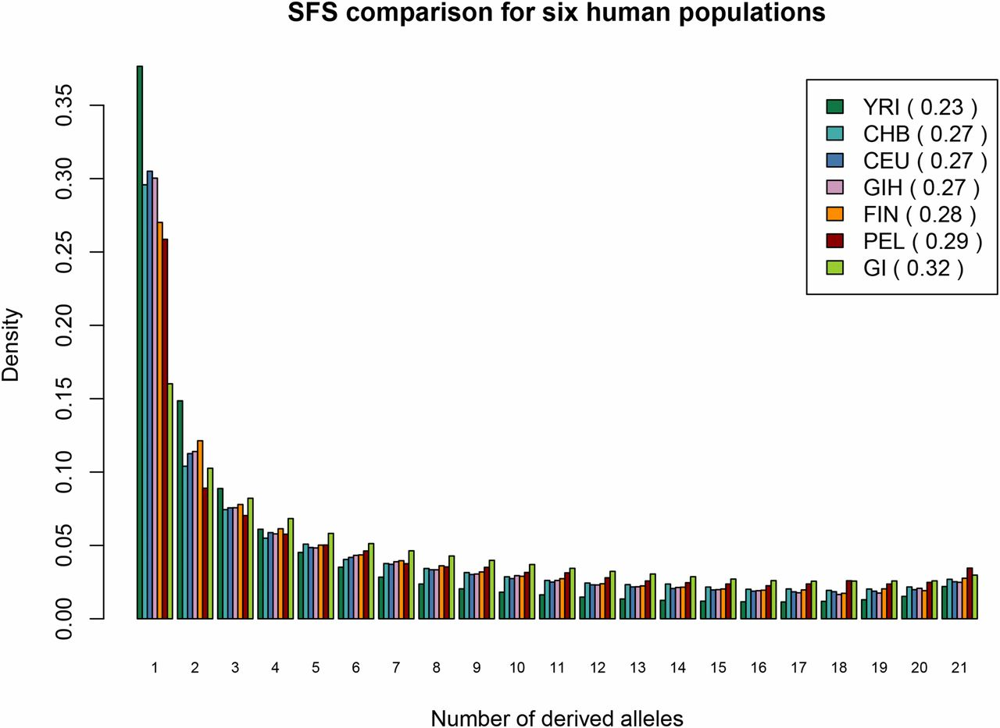 SFS comparison for six human populations
YRI ( 0.23 )
CHB ( 0.27 )
CEU ( 0.27 )
GIH ( 0.27 )
FIN ( 0.28 )
PEL ( 0.29 )
GI ( 0.32 )
Density
0.35
0.30
0.25
0.20
0.15
0.10
0.05
0.00
1 2 3 4 5 6 7 8 9 10 11 12 13 14 15 16 17 18 19 20 21
Number of derived alleles